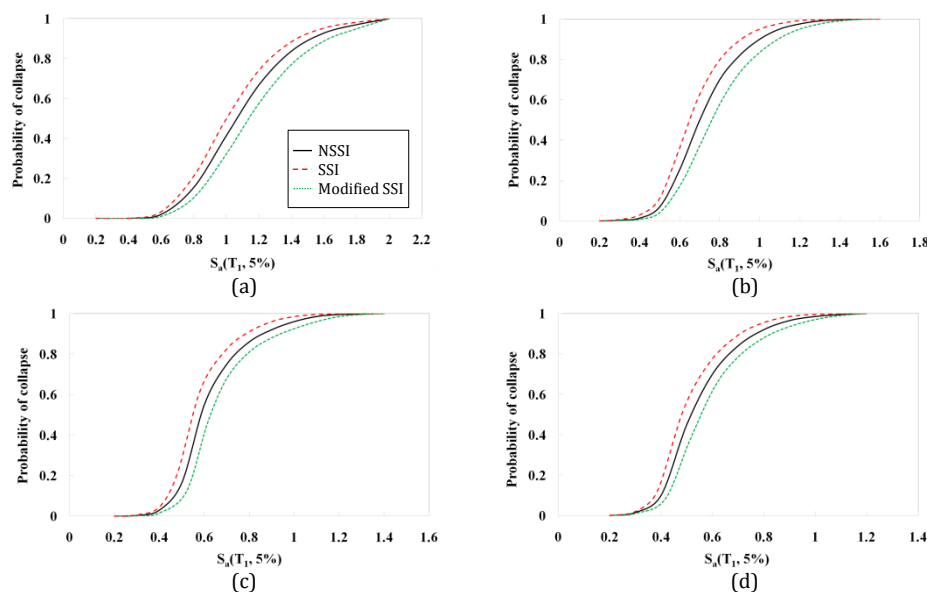 1
0.8
0.6
0.4
0.2
0
Probability of collapse
NSSI
SSI
Modified SSI
0 0.2 0.4 0.6 0.8 1 1.2 1.4 1.6 1.8 2 2.2
Sa(T1, 5%)
(a)
1
0.8
0.6
0.4
0.2
0
Probability of collapse
0 0.2 0.4 0.6 0.8 1 1.2 1.4 1.6 1.8
Sa(T1, 5%)
(b)
1
0.8
0.6
0.4
0.2
0
Probability of collapse
0 0.2 0.4 0.6 0.8 1 1.2 1.4 1.6
Sa(T1, 5%)
(c)
1
0.8
0.6
0.4
0.2
0
Probability of collapse
0 0.2 0.4 0.6 0.8 1 1.2 1.4
Sa(T1, 5%)
(d)